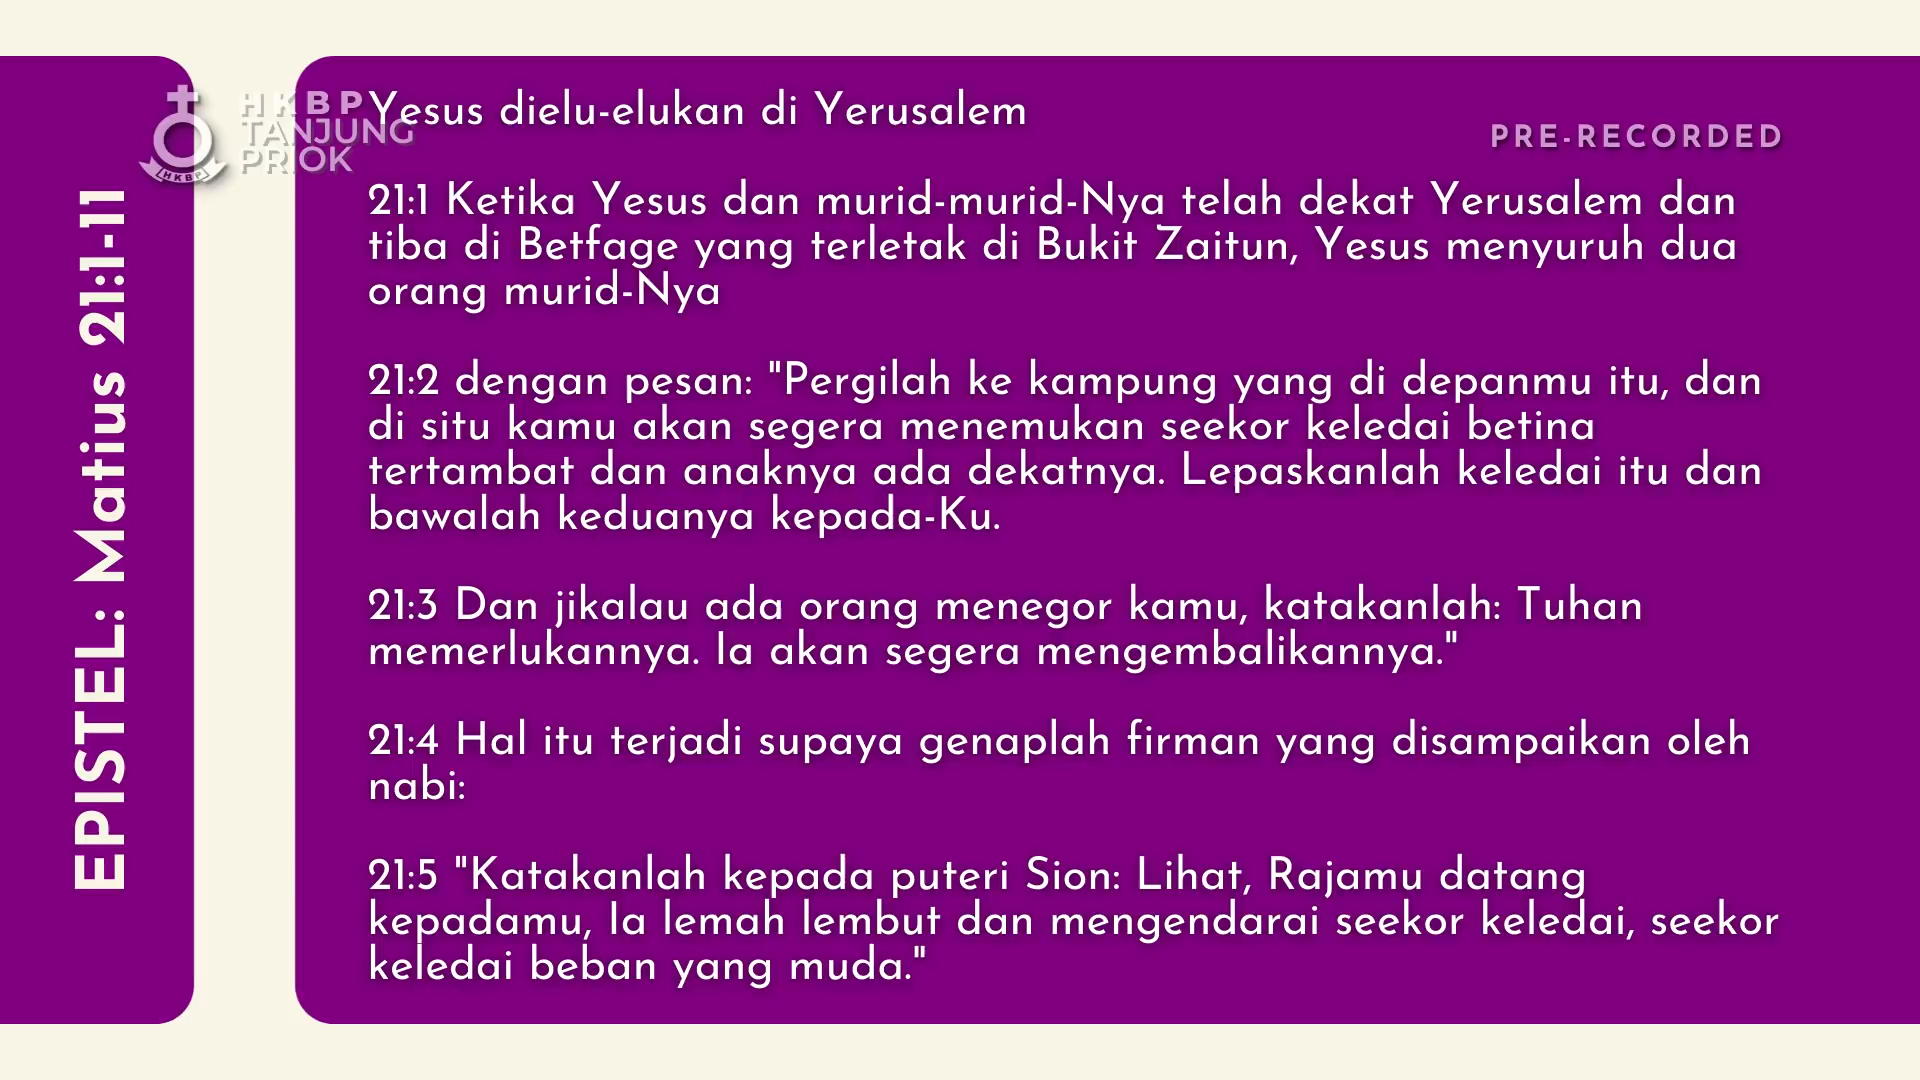 HKBP
TANJUNG
PRIOK
HKBP
PRE-RECORDED
EPISTEL: Matius 21:1-11
Yesus dielu-elukan di Yerusalem
21:1 Ketika Yesus dan murid-murid-Nya telah dekat Yerusalem dan
tiba di Betfage yang terletak di Bukit Zaitun, Yesus menyuruh dua
orang murid-Nya
21:2 dengan pesan: "Pergilah ke kampung yang di depanmu itu, dan
di situ kamu akan segera menemukan seekor keledai betina
tertambat dan anaknya ada dekatnya. Lepaskanlah keledai itu dan
bawalah keduanya kepada-Ku.
21:3 Dan jikalau ada orang menegor kamu, katakanlah: Tuhan
memerlukannya. Ia akan segera mengembalikannya."
21:4 Hal itu terjadi supaya genaplah firman yang disampaikan oleh
nabi:
21:5 "Katakanlah kepada puteri Sion: Lihat, Rajamu datang
kepadamu, Ia lemah lembut dan mengendarai seekor keledai, seekor
keledai beban yang muda."